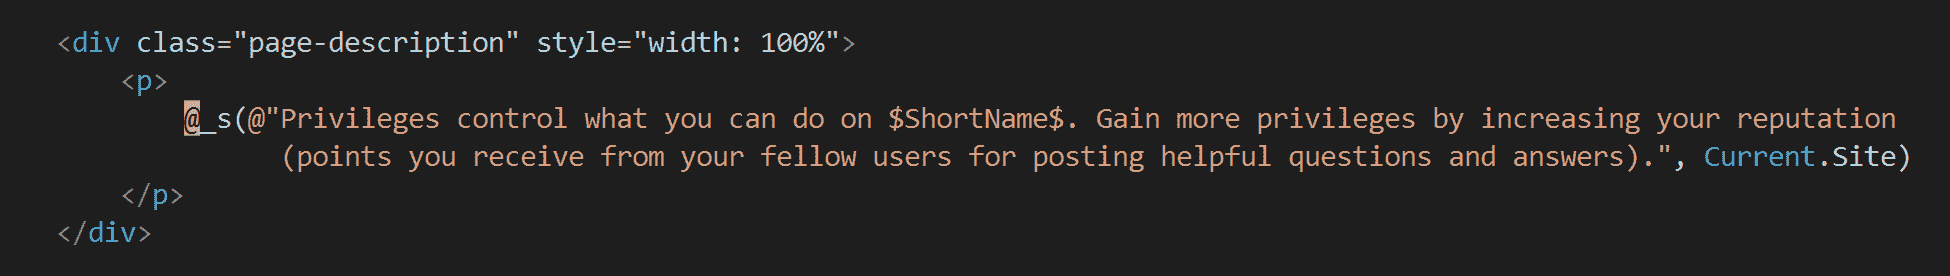 <div class="page-description" style="width: 100%">
    <p>
        @_s(@"Privileges control what you can do on $ShortName$. Gain more privileges by increasing your reputation
              (points you receive from your fellow users for posting helpful questions and answers).", Current.Site)
    </p>
</div>